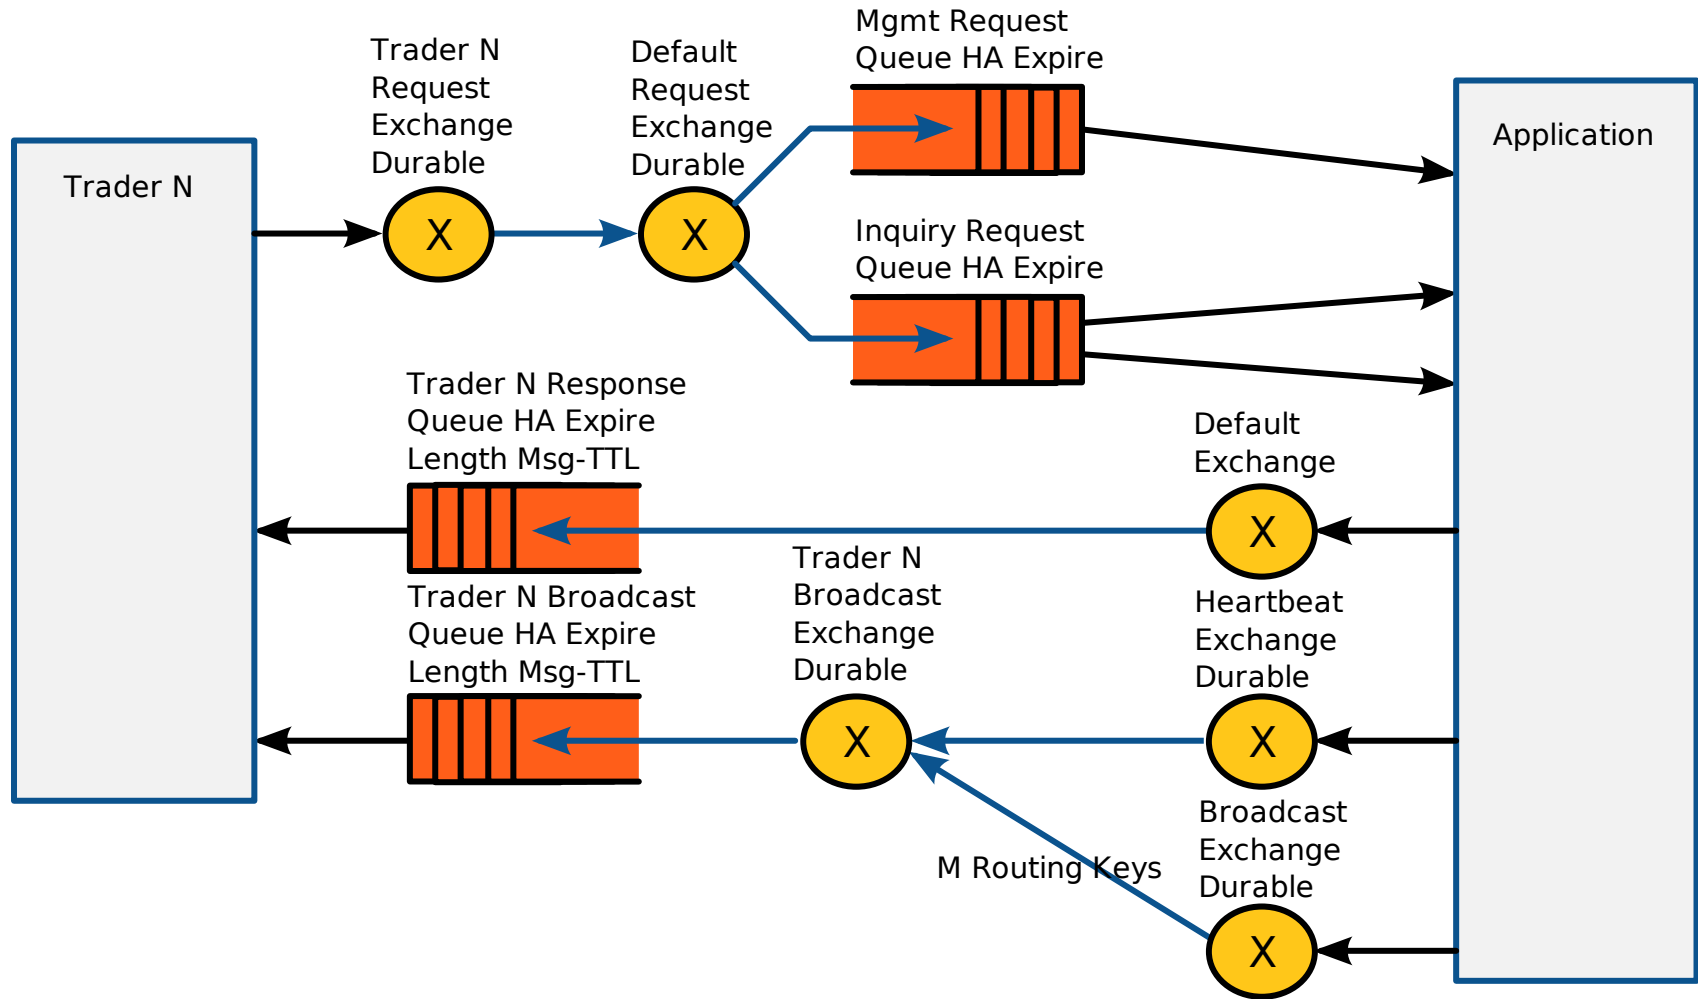 Mgmt Request
Queue HA Expire
Trader N
Request
Exchange
Durable
Default
Request
Exchange
Durable
Application
Trader N
X
X
Inquiry Request
Queue HA Expire
Trader N Response
Queue HA Expire
Length Msg-TTL
Default
Exchange
X
Trader N Broadcast
Queue HA Expire
Length Msg-TTL
Trader N
Broadcast
Exchange
Durable
X
Heartbeat
Exchange
Durable
X
M Routing Keys
Broadcast
Exchange
Durable
X